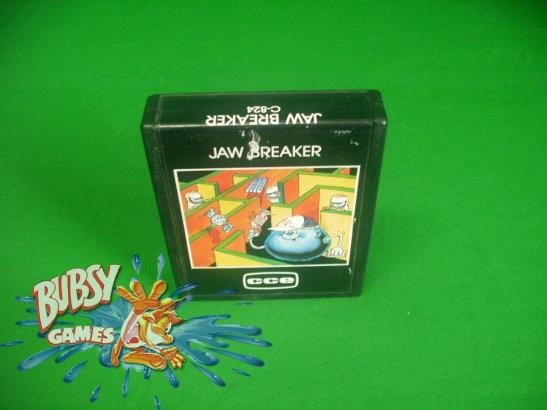 JAW BREAKER
C-824
JAW BREAKER
cce
BUBSY
GAMES